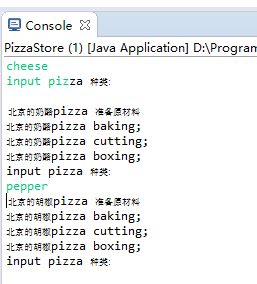 Console
PizzaStore (1) [Java Application] D:\Program
cheese
input pizza 种类:
北京的奶酪pizza 准备原材料
北京的奶酪pizza baking;
北京的奶酪pizza cutting;
北京的奶酪pizza boxing;
input pizza 种类:
pepper
北京的胡椒pizza 准备原材料
北京的胡椒pizza baking;
北京的胡椒pizza cutting;
北京的胡椒pizza boxing;
input pizza 种类: